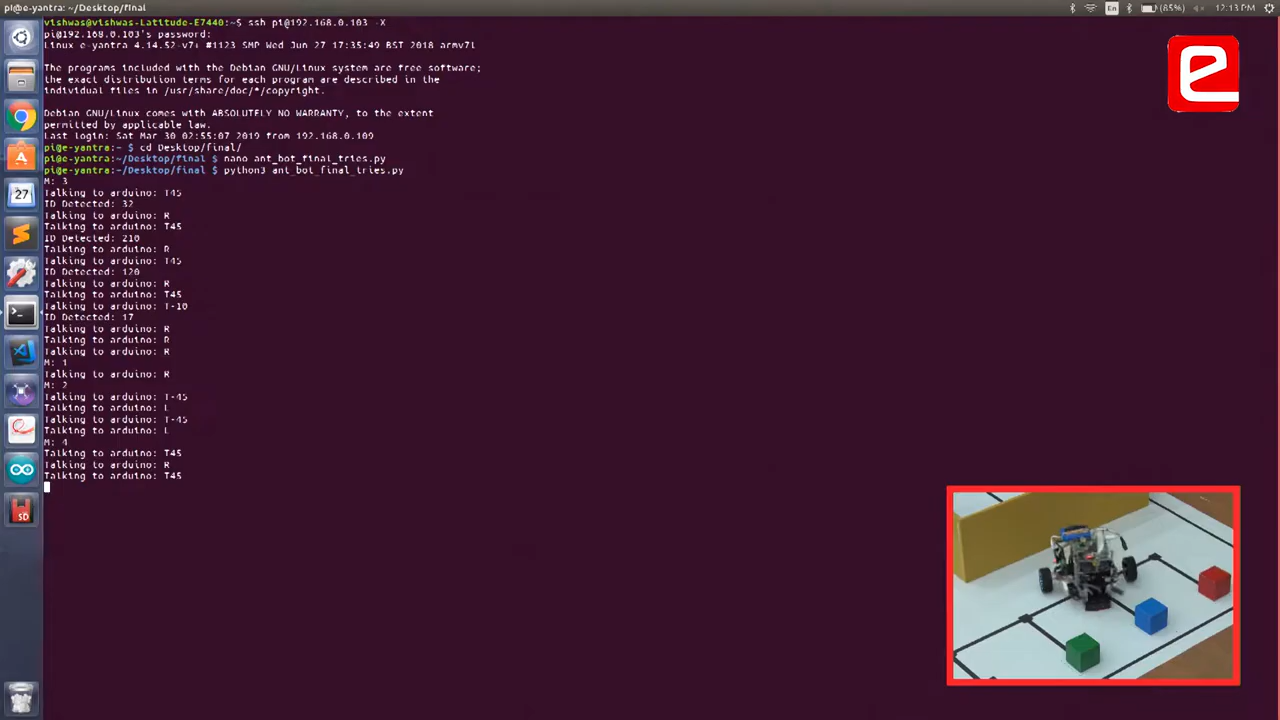 pi@e-yantra: ~/Desktop/final
En
(85%)
12:13 PM
vishwas@vishwas-Latitude-E7440:~$ ssh pi@192.168.0.103 -X
pi@192.168.0.103's password:
Linux e-yantra 4.14.52-v7+ #1123 SMP Wed Jun 27 17:35:49 BST 2018 armv7l
The programs included with the Debian GNU/Linux system are free software;
the exact distribution terms for each program are described in the
individual files in /usr/share/doc/*/copyright.
Debian GNU/Linux comes with ABSOLUTELY NO WARRANTY, to the extent
permitted by applicable law.
Last login: Sat Mar 30 02:55:07 2019 from 192.168.0.109
pi@e-yantra:~ $ cd Desktop/final/
pi@e-yantra:~/Desktop/final $ nano ant_bot_final_tries.py
pi@e-yantra:~/Desktop/final $ python3 ant_bot_final_tries.py
M: 3
Talking to arduino: T45
ID Detected: 32
Talking to arduino: R
Talking to arduino: T45
ID Detected: 210
Talking to arduino: R
Talking to arduino: T45
ID Detected: 120
Talking to arduino: R
Talking to arduino: T45
Talking to arduino: T-10
ID Detected: 17
Talking to arduino: R
Talking to arduino: R
Talking to arduino: R
M: 1
Talking to arduino: R
M: 2
Talking to arduino: T-45
Talking to arduino: L
Talking to arduino: T-45
Talking to arduino: L
M: 4
Talking to arduino: T45
Talking to arduino: R
Talking to arduino: T45
27
SD
e